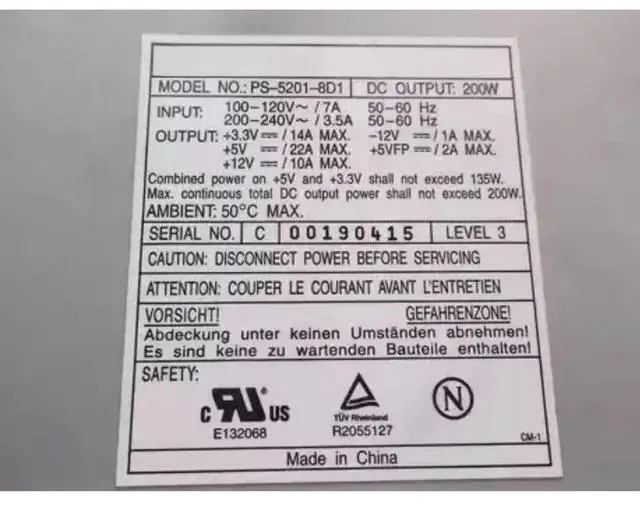 MODEL NO.: PS-5201-8D1 DC OUTPUT: 200W
INPUT: 100-120V~ / 7A 50-60 Hz
200-240V~ / 3.5A 50-60 Hz
OUTPUT: +3.3V⎓/14A MAX. -12V ⎓/1A MAX.
+5V ⎓/22A MAX. +5VFP ⎓/2A MAX.
+12V ⎓/10A MAX.
Combined power on +5V and +3.3V shall not exceed 135W.
Max. continuous total DC output power shall not exceed 200W.
AMBIENT: 50°C MAX.
SERIAL NO. C 00190415 LEVEL 3
CAUTION: DISCONNECT POWER BEFORE SERVICING
ATTENTION: COUPER LE COURANT AVANT L'ENTRETIEN
VORSICHT! GEFAHRENZONE!
Abdeckung unter keinen Umständen abnehmen!
Es sind keine zu wartenden Bauteile enthalten!
SAFETY:
c RU US
E132068
TÜV Rheinland
R2055127
N
CM-1
Made in China